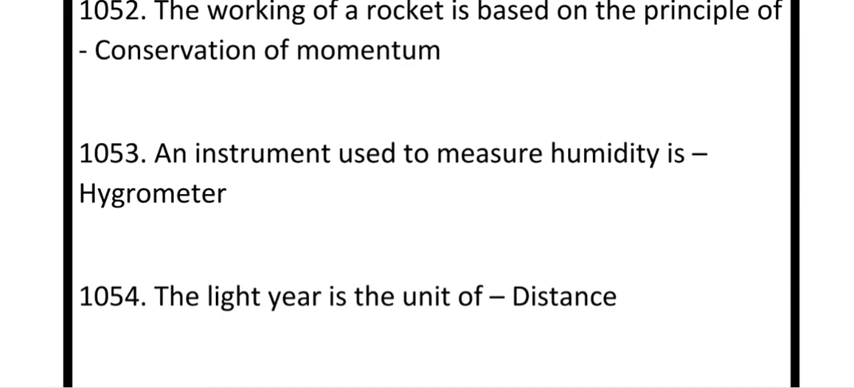 1052. The working of a rocket is based on the principle of
- Conservation of momentum
1053. An instrument used to measure humidity is –
Hygrometer
1054. The light year is the unit of – Distance